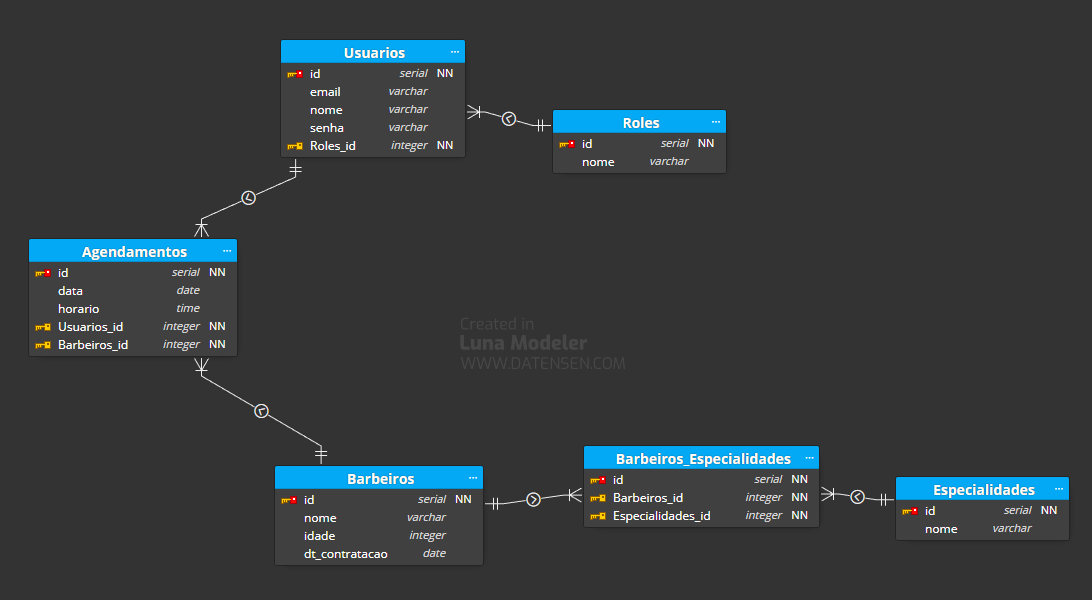 Usuarios ...
id serial NN
email varchar
nome varchar
senha varchar
Roles_id integer NN
Roles ...
id serial NN
nome varchar
Agendamentos ...
id serial NN
data date
horario time
Usuarios_id integer NN
Barbeiros_id integer NN
Created in
Luna Modeler
WWW.DATENSEN.COM
Barbeiros ...
id serial NN
nome varchar
idade integer
dt_contratacao date
Barbeiros_Especialidades ...
id serial NN
Barbeiros_id integer NN
Especialidades_id integer NN
Especialidades ...
id serial NN
nome varchar